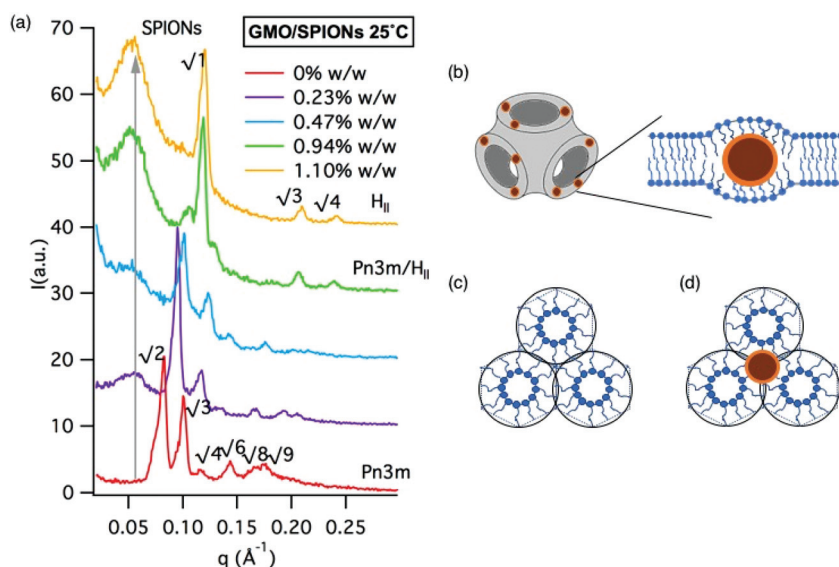 (a)
SPIONs
GMO/SPIONs 25°C
0% w/w
0.23% w/w
0.47% w/w
0.94% w/w
1.10% w/w
√1
√3
√4
H_II
Pn3m/H_II
√2
√3
√4
√6
√8
√9
Pn3m
70
60
50
40
30
20
10
0
I(a.u.)
0.05
0.10
0.15
0.20
0.25
q (Å⁻¹)
(b)
(c)
(d)